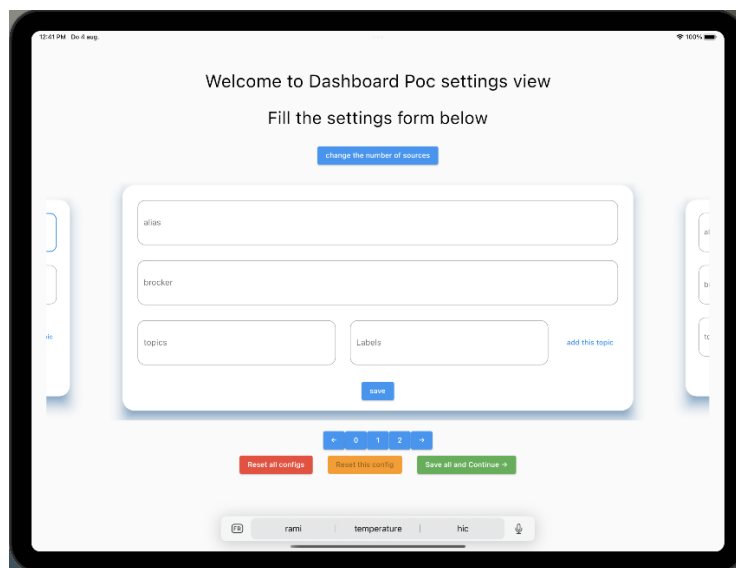 12:41 PM Do 4 aug.
100%
Welcome to Dashboard Poc settings view
Fill the settings form below
change the number of sources
alias
brocker
topics
Labels
add this topic
save
← 0 1 2 →
Reset all configs
Reset this config
Save all and Continue →
rami
temperature
hic